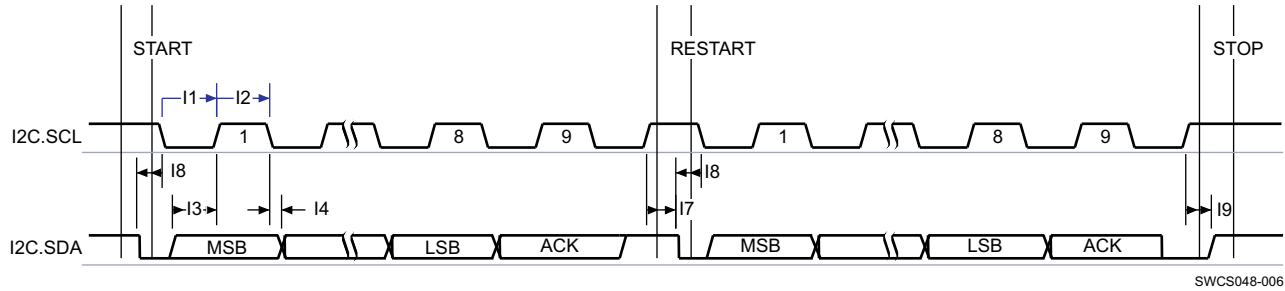 START RESTART STOP
I1 I2
I2C.SCL 1 8 9 1 8 9
I8 I8
I3 I4 I7 I9
I2C.SDA MSB LSB ACK MSB LSB ACK
SWCS048-006